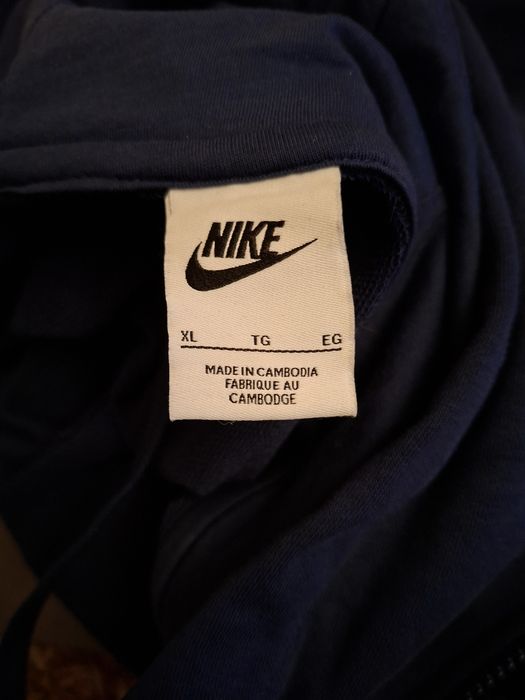 NIKE
XL TG EG
MADE IN CAMBODIA
FABRIQUE AU
CAMBODGE